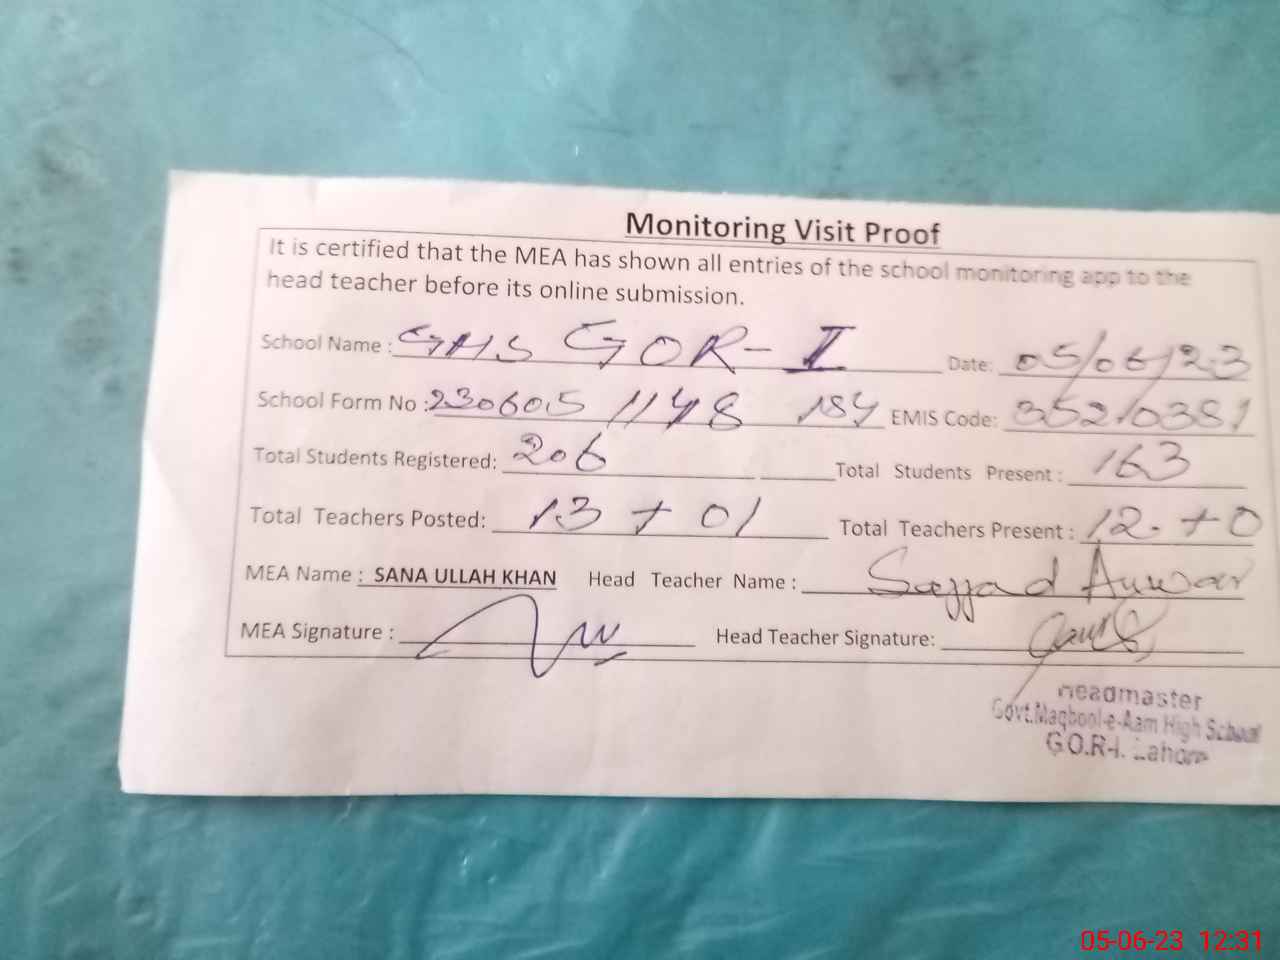 Monitoring Visit Proof
It is certified that the MEA has shown all entries of the school monitoring app to the
head teacher before its online submission.
School Name : GHS GOR-I Date: 05/06/23
School Form No : 230605 1148 184 EMIS Code: 35210381
Total Students Registered: 206 Total Students Present : 163
Total Teachers Posted: 13 + 01 Total Teachers Present : 12 + 0
MEA Name : SANA ULLAH KHAN Head Teacher Name : Sajjad Anwar
MEA Signature : Head Teacher Signature:
Headmaster
Govt.Maqbool-e-Aam High School
G.O.R-I. Lahore
05-06-23 12:31